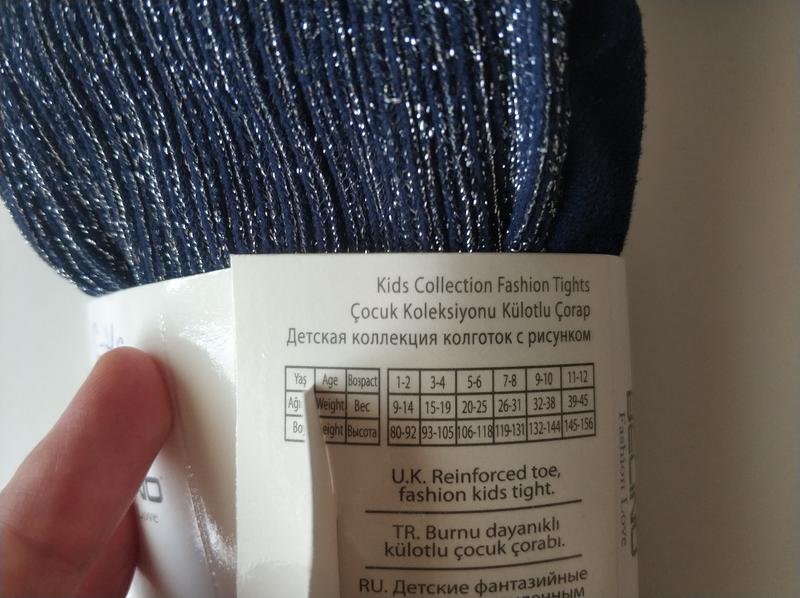 Kids Collection Fashion Tights
Çocuk Koleksiyonu Külotlu Çorap
Детская коллекция колготок с рисунком
Yaş Age Возраст 1-2 3-4 5-6 7-8 9-10 11-12
Weight Вес 9-14 15-19 20-25 26-31 32-38 39-45
Высота 80-92 93-105 106-118 119-131 132-144 145-156
U.K. Reinforced toe,
fashion kids tight.
TR. Burnu dayanıklı
külotlu çocuk çorabı.
RU. Детские фантазийные
Fashion Love